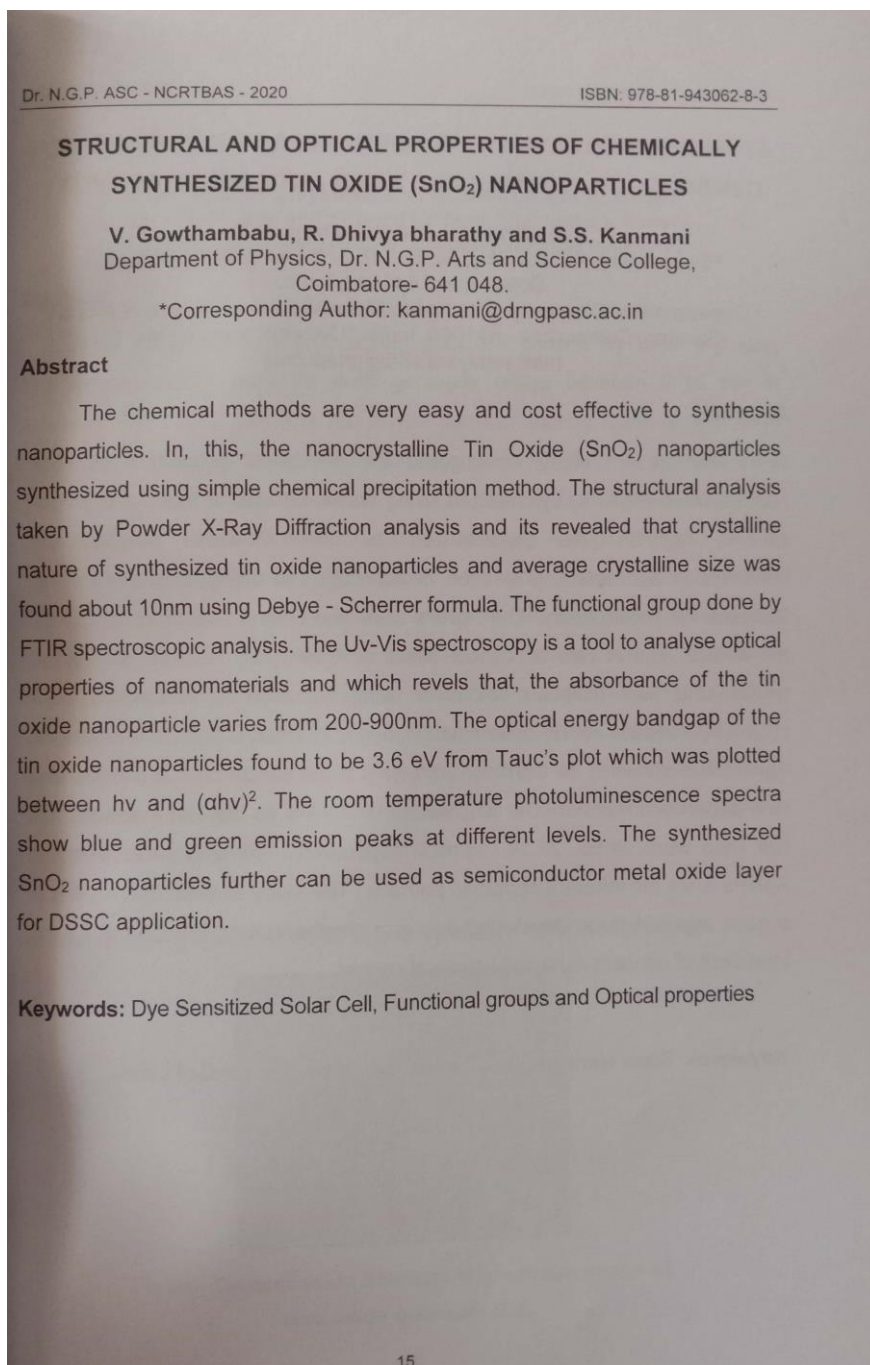 Dr. N.G.P. ASC - NCRTBAS - 2020 ISBN: 978-81-943062-8-3
STRUCTURAL AND OPTICAL PROPERTIES OF CHEMICALLY
SYNTHESIZED TIN OXIDE (SnO₂) NANOPARTICLES
V. Gowthambabu, R. Dhivya bharathy and S.S. Kanmani
Department of Physics, Dr. N.G.P. Arts and Science College,
Coimbatore- 641 048.
*Corresponding Author: kanmani@drngpasc.ac.in
Abstract
The chemical methods are very easy and cost effective to synthesis
nanoparticles. In, this, the nanocrystalline Tin Oxide (SnO₂) nanoparticles
synthesized using simple chemical precipitation method. The structural analysis
taken by Powder X-Ray Diffraction analysis and its revealed that crystalline
nature of synthesized tin oxide nanoparticles and average crystalline size was
found about 10nm using Debye - Scherrer formula. The functional group done by
FTIR spectroscopic analysis. The Uv-Vis spectroscopy is a tool to analyse optical
properties of nanomaterials and which revels that, the absorbance of the tin
oxide nanoparticle varies from 200-900nm. The optical energy bandgap of the
tin oxide nanoparticles found to be 3.6 eV from Tauc’s plot which was plotted
between hv and (αhv)². The room temperature photoluminescence spectra
show blue and green emission peaks at different levels. The synthesized
SnO₂ nanoparticles further can be used as semiconductor metal oxide layer
for DSSC application.
Keywords: Dye Sensitized Solar Cell, Functional groups and Optical properties
15